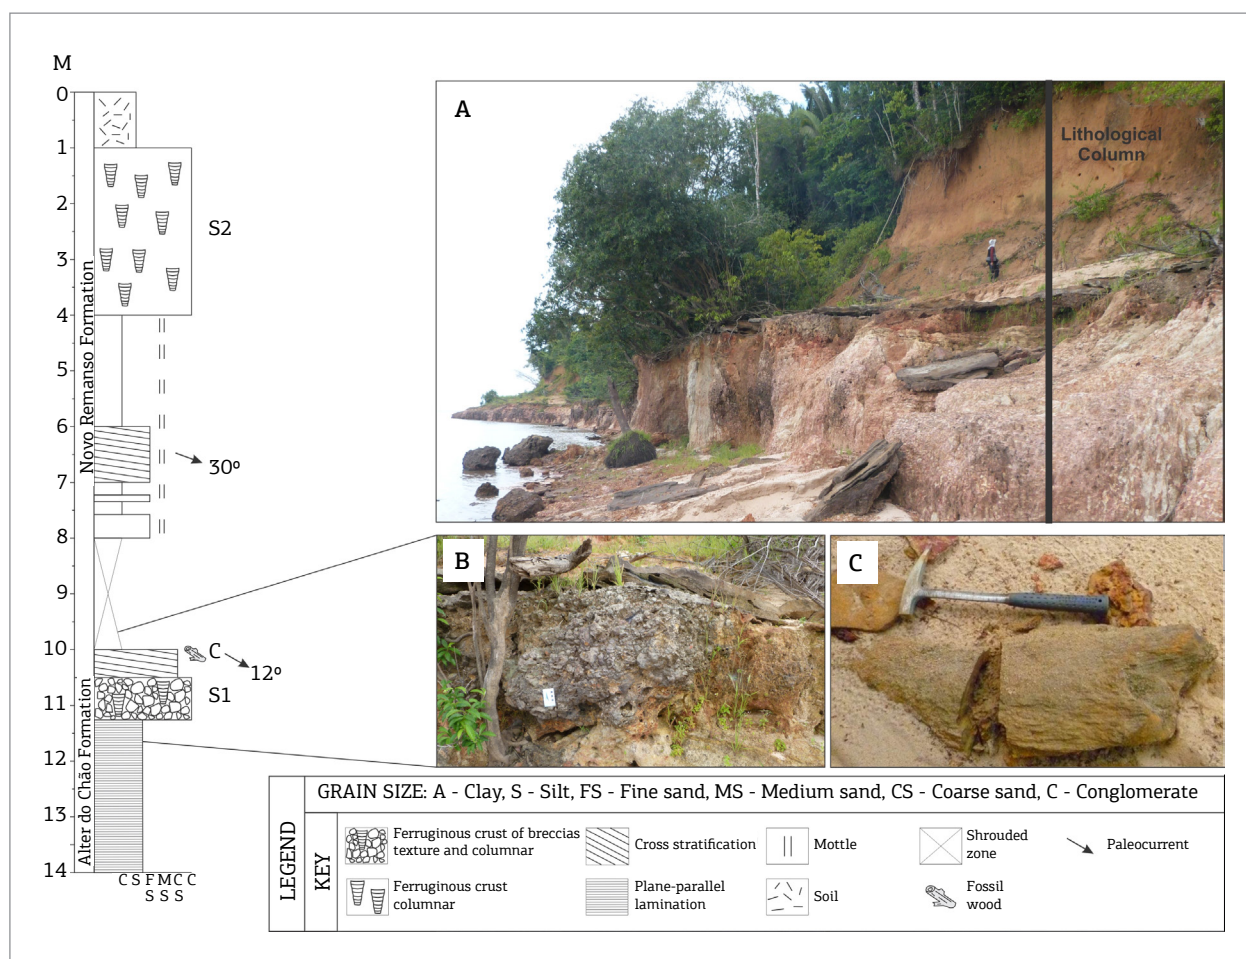 M
0
1
2
3
4
5
6
7
8
9
10
11
12
13
14
Novo Remanso Formation
Alter do Chão Formation
S2
30º
C
12º
S1
C S F M C C
S S S
A
Lithological
Column
B
C
LEGEND
GRAIN SIZE: A - Clay, S - Silt, FS - Fine sand, MS - Medium sand, CS - Coarse sand, C - Conglomerate
KEY
Ferruginous crust of breccias
texture and columnar
Cross stratification
Mottle
Shrouded
zone
Paleocurrent
Ferruginous crust
columnar
Plane-parallel
lamination
Soil
Fossil
wood